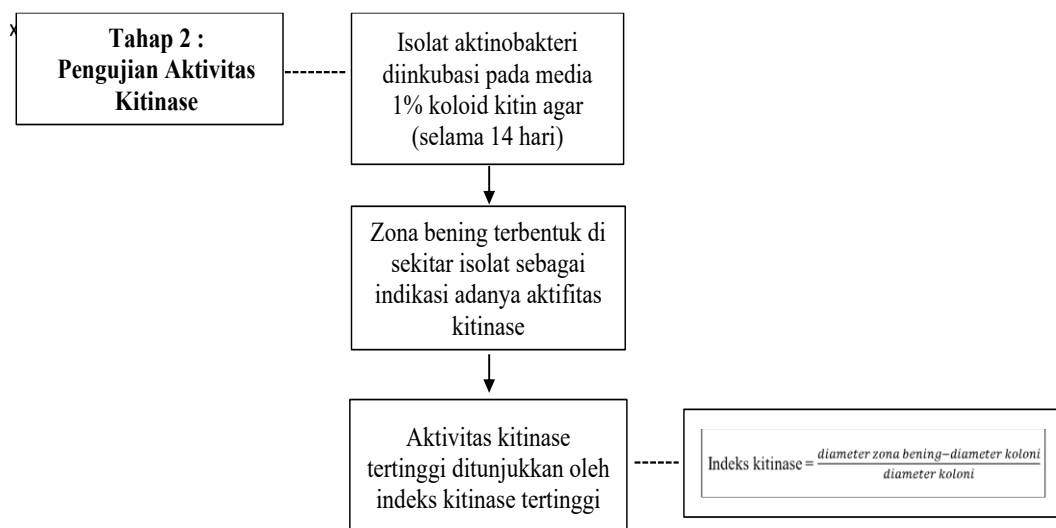 x
Tahap 2 :
Pengujian Aktivitas
Kitinase
Isolat aktinobakteri
diinkubasi pada media
1% koloid kitin agar
(selama 14 hari)
Zona bening terbentuk di
sekitar isolat sebagai
indikasi adanya aktifitas
kitinase
Aktivitas kitinase
tertinggi ditunjukkan oleh
indeks kitinase tertinggi
Indeks kitinase = diameter zona bening−diameter koloni
diameter koloni